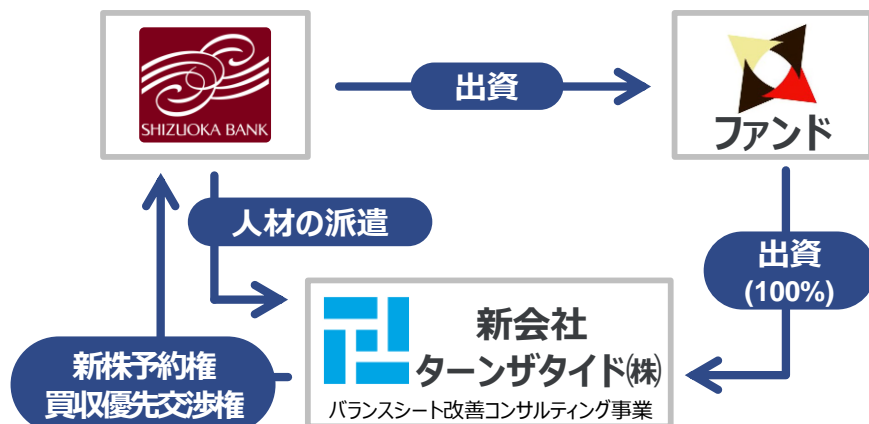 SHIZUOKA BANK
出資
ファンド
人材の派遣
出資
(100%)
新株予約権
買収優先交渉権
新会社
ターンザタイド㈱
バランスシート改善コンサルティング事業